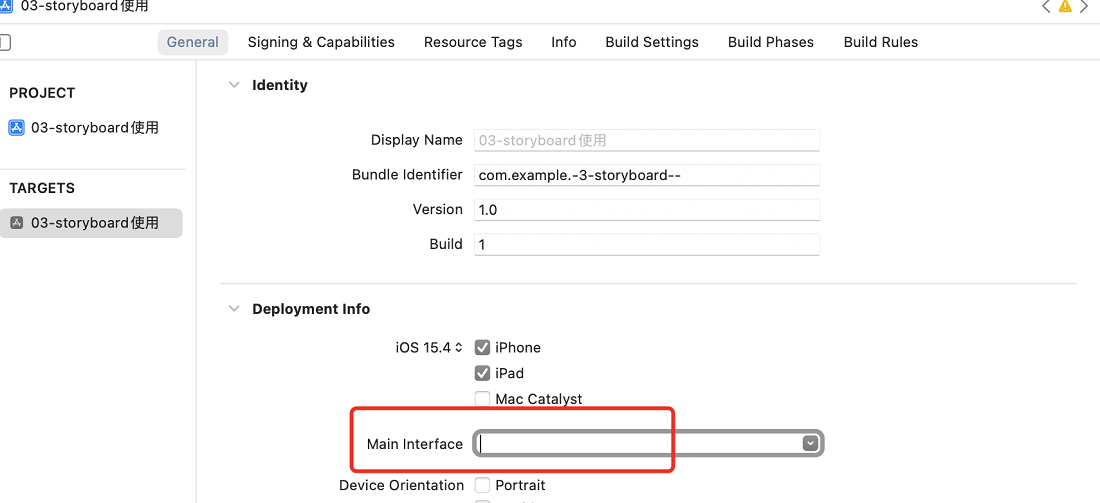 03-storyboard使用
General Signing & Capabilities Resource Tags Info Build Settings Build Phases Build Rules
PROJECT
03-storyboard使用
TARGETS
03-storyboard使用
Identity
Display Name 03-storyboard使用
Bundle Identifier com.example.-3-storyboard--
Version 1.0
Build 1
Deployment Info
iOS 15.4 iPhone
iPad
Mac Catalyst
Main Interface
Device Orientation Portrait